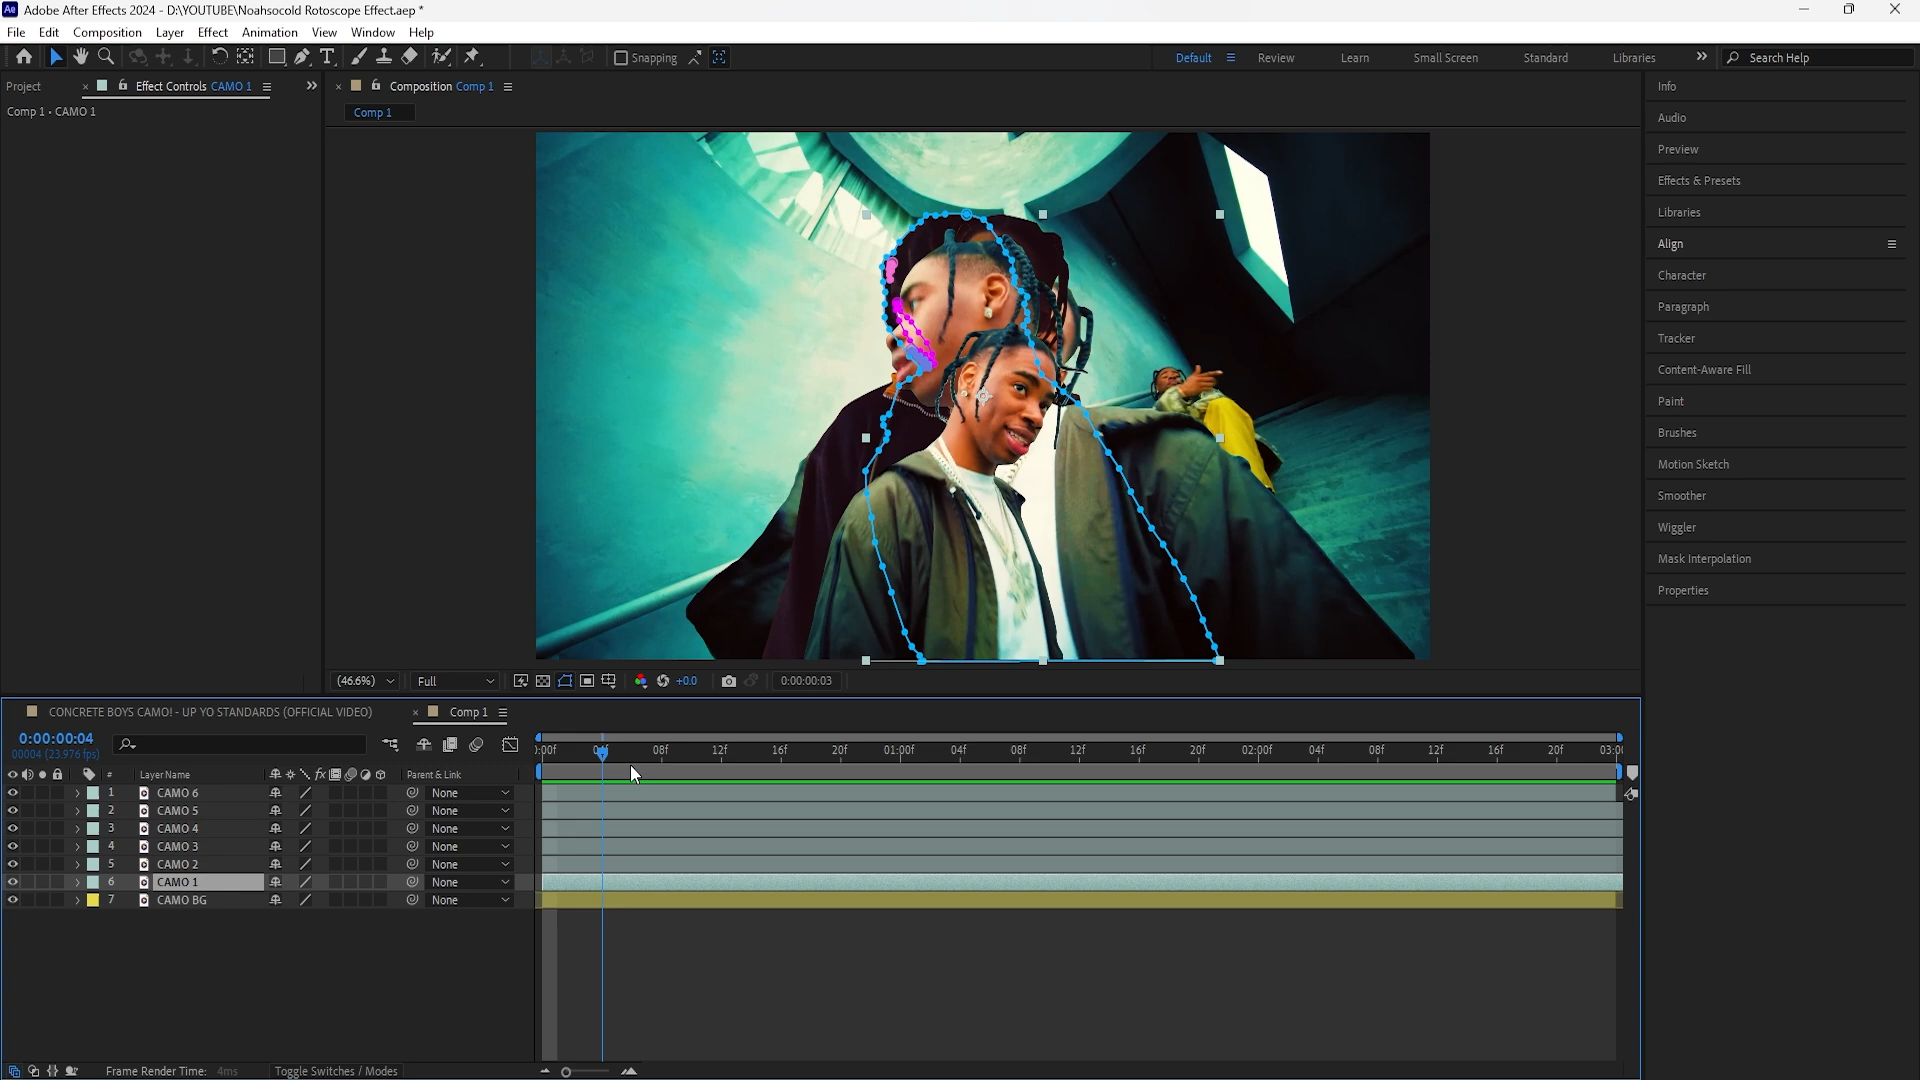 Ae Adobe After Effects 2024 - D:\YOUTUBE\Noahsocold Rotoscope Effect.aep *
File Edit Composition Layer Effect Animation View Window Help
Snapping Default Review Learn Small Screen Standard Libraries Search Help
Project Effect Controls CAMO 1 Composition Comp 1 Info
Comp 1 • CAMO 1 Comp 1
Audio
Preview
Effects & Presets
Libraries
Align
Character
Paragraph
Tracker
Content-Aware Fill
Paint
Brushes
Motion Sketch
Smoother
Wiggler
Mask Interpolation
Properties
(46.6%) Full +0.0 0:00:00:03
CONCRETE BOYS CAMO! - UP YO STANDARDS (OFFICIAL VIDEO) Comp 1
0:00:00:04
00004 (23.976 fps)
):00f 04f 08f 12f 16f 20f 01:00f 04f 08f 12f 16f 20f 02:00f 04f 08f 12f 16f 20f 03:0(
# Layer Name Parent & Link
1 CAMO 6 None
2 CAMO 5 None
3 CAMO 4 None
4 CAMO 3 None
5 CAMO 2 None
6 CAMO 1 None
7 CAMO BG None
Frame Render Time: 4ms Toggle Switches / Modes